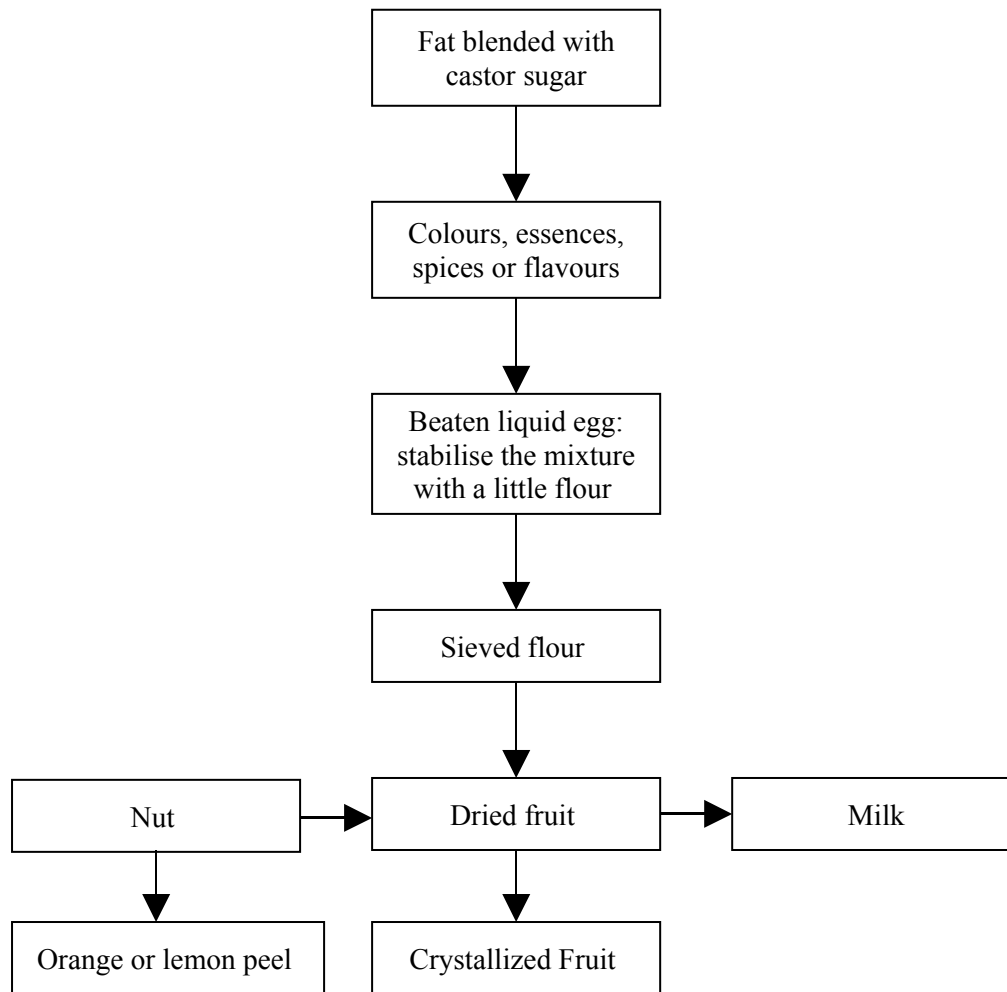 Fat blended with
castor sugar
Colours, essences,
spices or flavours
Beaten liquid egg:
stabilise the mixture
with a little flour
Sieved flour
Nut
Dried fruit
Milk
Orange or lemon peel
Crystallized Fruit